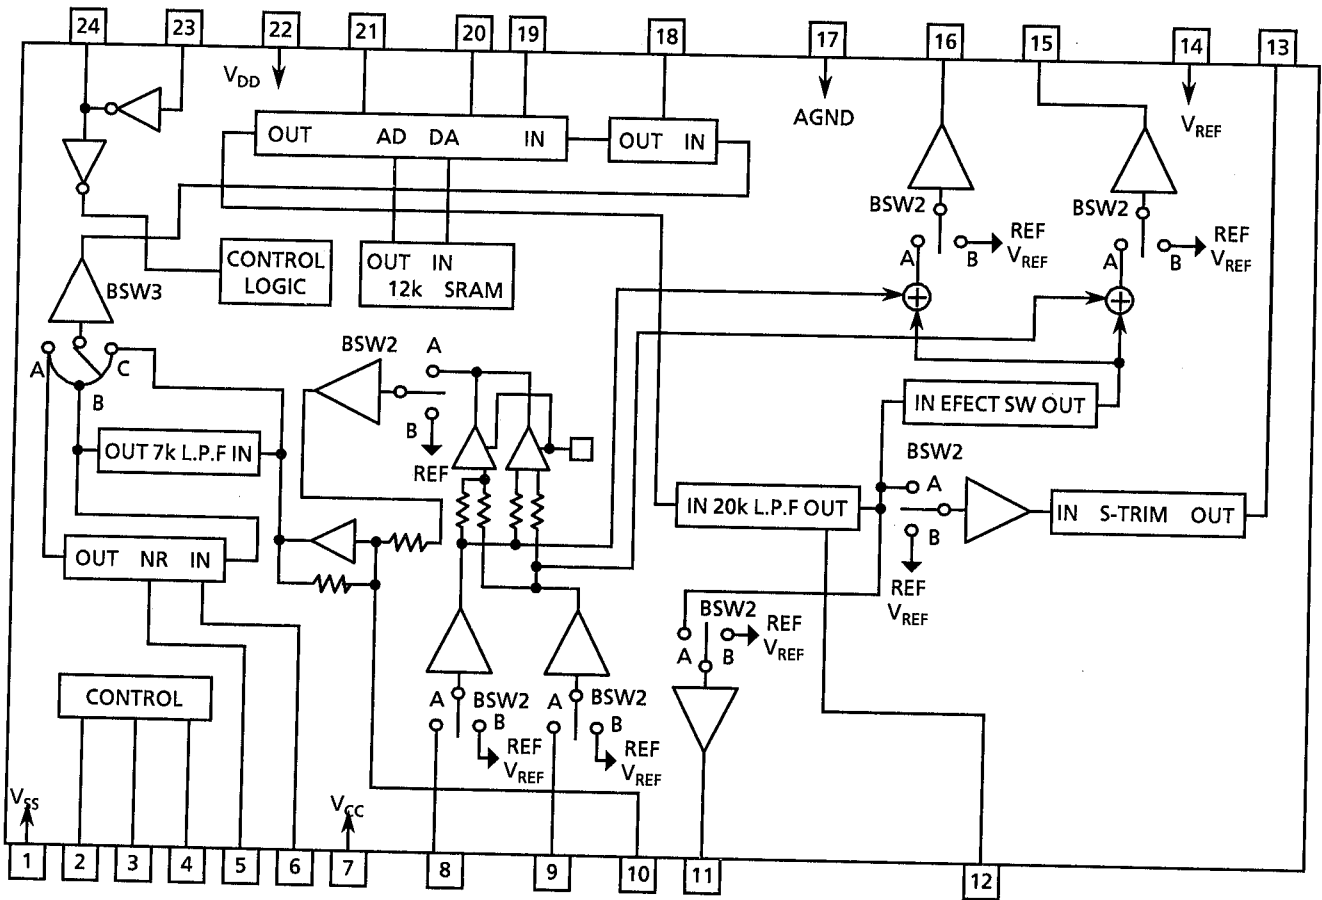 24 23 22 21 20 19 18 17 16 15 14 13
VDD
AGND
VREF
OUT AD DA IN
OUT IN
CONTROL
LOGIC
OUT IN
12k SRAM
BSW3
A
B
C
BSW2
A
B
REF
VREF
BSW2
A
B
REF
VREF
BSW2
A
B
REF
OUT 7k L.P.F IN
OUT NR IN
IN EFECT SW OUT
BSW2
A
B
REF
VREF
IN 20k L.P.F OUT
IN S-TRIM OUT
BSW2
A
B
REF
VREF
CONTROL
A
BSW2
B
REF
VREF
A
BSW2
B
REF
VREF
VSS
VCC
1 2 3 4 5 6 7 8 9 10 11 12